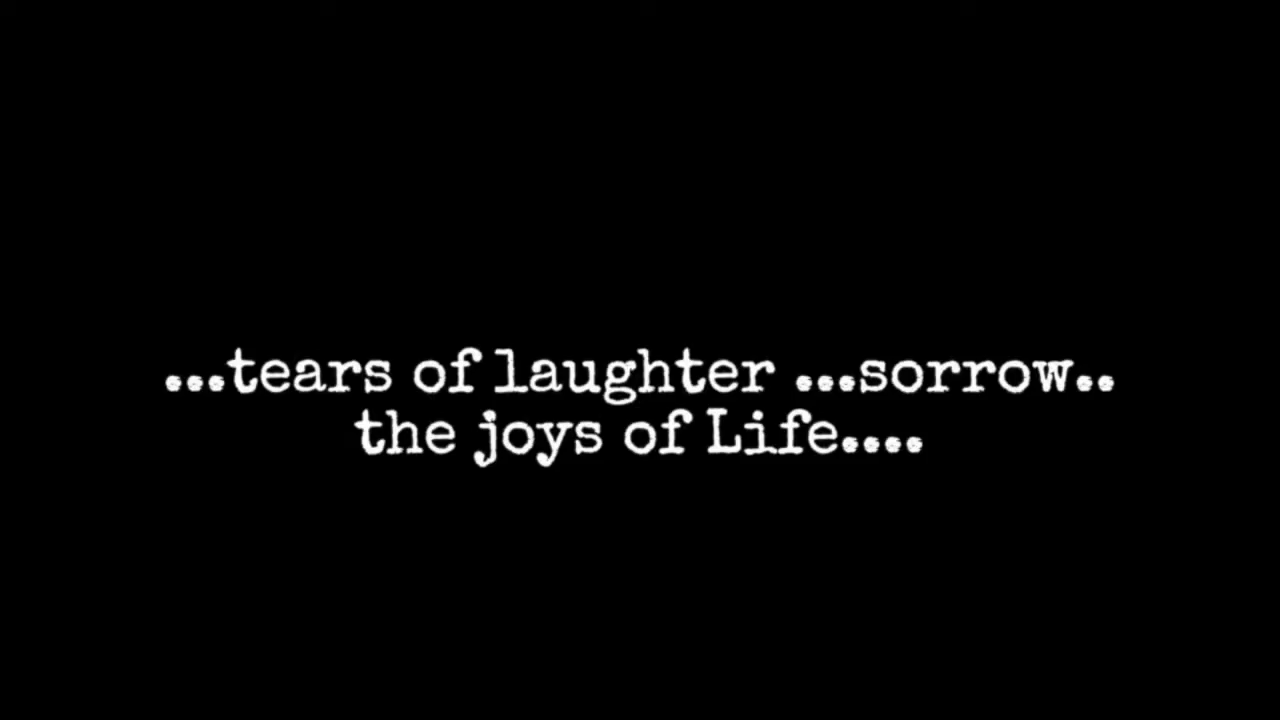 ...tears of laughter ...sorrow..
the joys of Life....